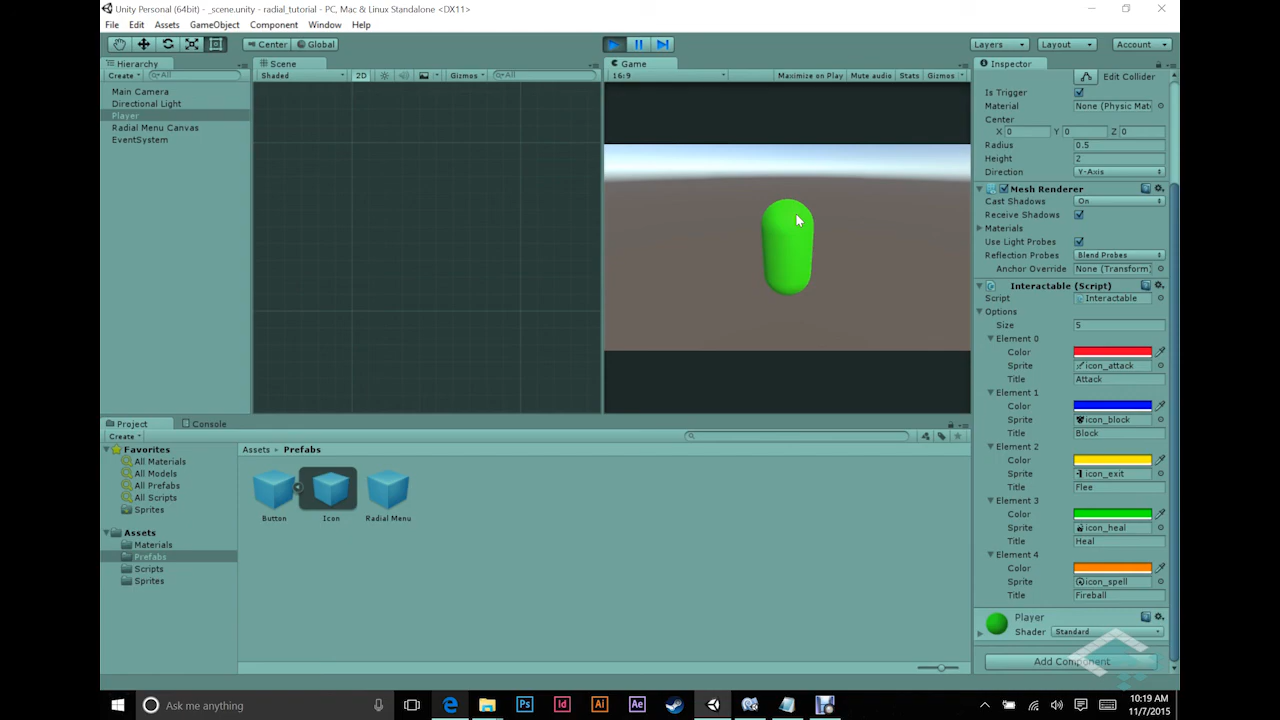 Unity Personal (64bit) - _scene.unity - radial_tutorial - PC, Mac & Linux Standalone <DX11>
File Edit Assets GameObject Component Window Help
Center Global Layers Layout Account
Hierarchy
Create All
Main Camera
Directional Light
Player
Radial Menu Canvas
EventSystem
Scene
Shaded 2D Gizmos All
Game
16:9 Maximize on Play Mute audio Stats Gizmos
Inspector
Edit Collider
Is Trigger
Material None (Physic Mat
Center
X 0 Y 0 Z 0
Radius 0.5
Height 2
Direction Y-Axis
Mesh Renderer
Cast Shadows On
Receive Shadows
Materials
Use Light Probes
Reflection Probes Blend Probes
Anchor Override None (Transform)
Interactable (Script)
Script Interactable
Options
Size 5
Element 0
Color
Sprite icon_attack
Title Attack
Element 1
Color
Sprite icon_block
Title Block
Element 2
Color
Sprite icon_exit
Title Flee
Element 3
Color
Sprite icon_heal
Title Heal
Element 4
Color
Sprite icon_spell
Title Fireball
Player
Shader Standard
Add Component
Project Console
Create
Favorites
All Materials
All Models
All Prefabs
All Scripts
Sprites
Assets
Materials
Prefabs
Scripts
Sprites
Assets Prefabs
Button Icon Radial Menu
Ask me anything
Ps Id Ai Ae
10:19 AM
11/7/2015